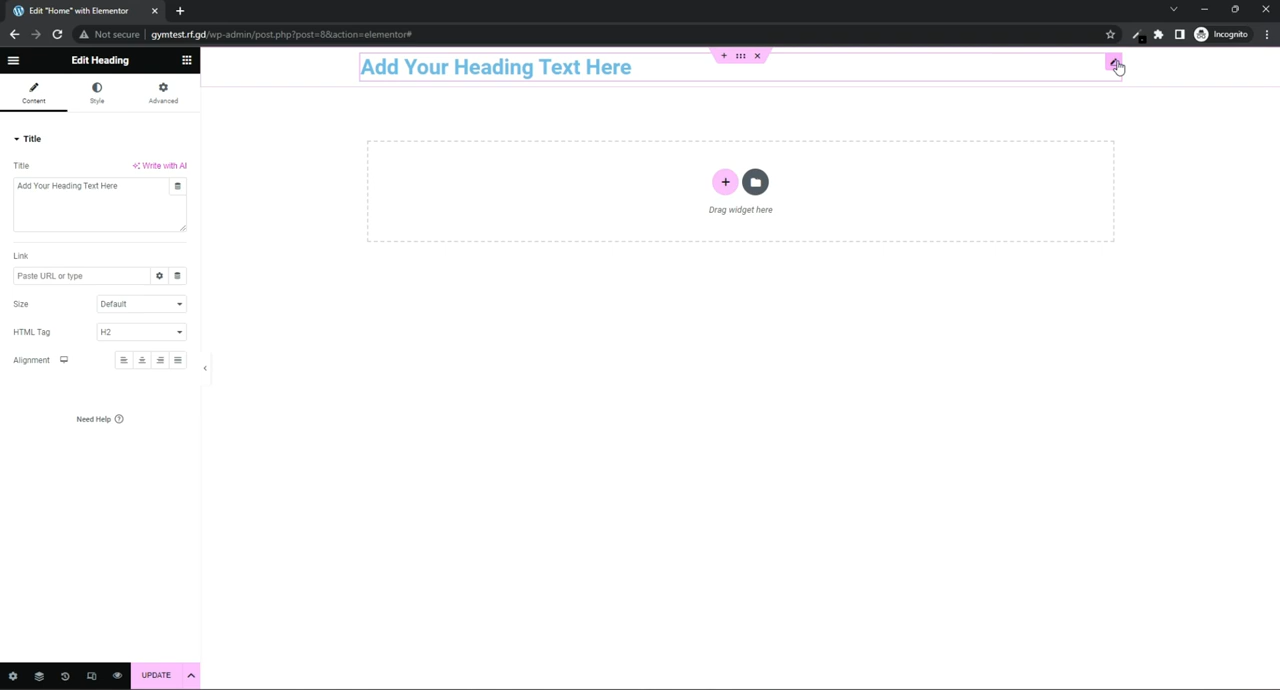 Edit "Home" with Elementor
Not secure gymtest.rf.gd/wp-admin/post.php?post=8&action=elementor#
Incognito
Edit Heading
Content Style Advanced
Title
Title Write with AI
Add Your Heading Text Here
Link
Paste URL or type
Size Default
HTML Tag H2
Alignment
Need Help
UPDATE
Add Your Heading Text Here
Drag widget here